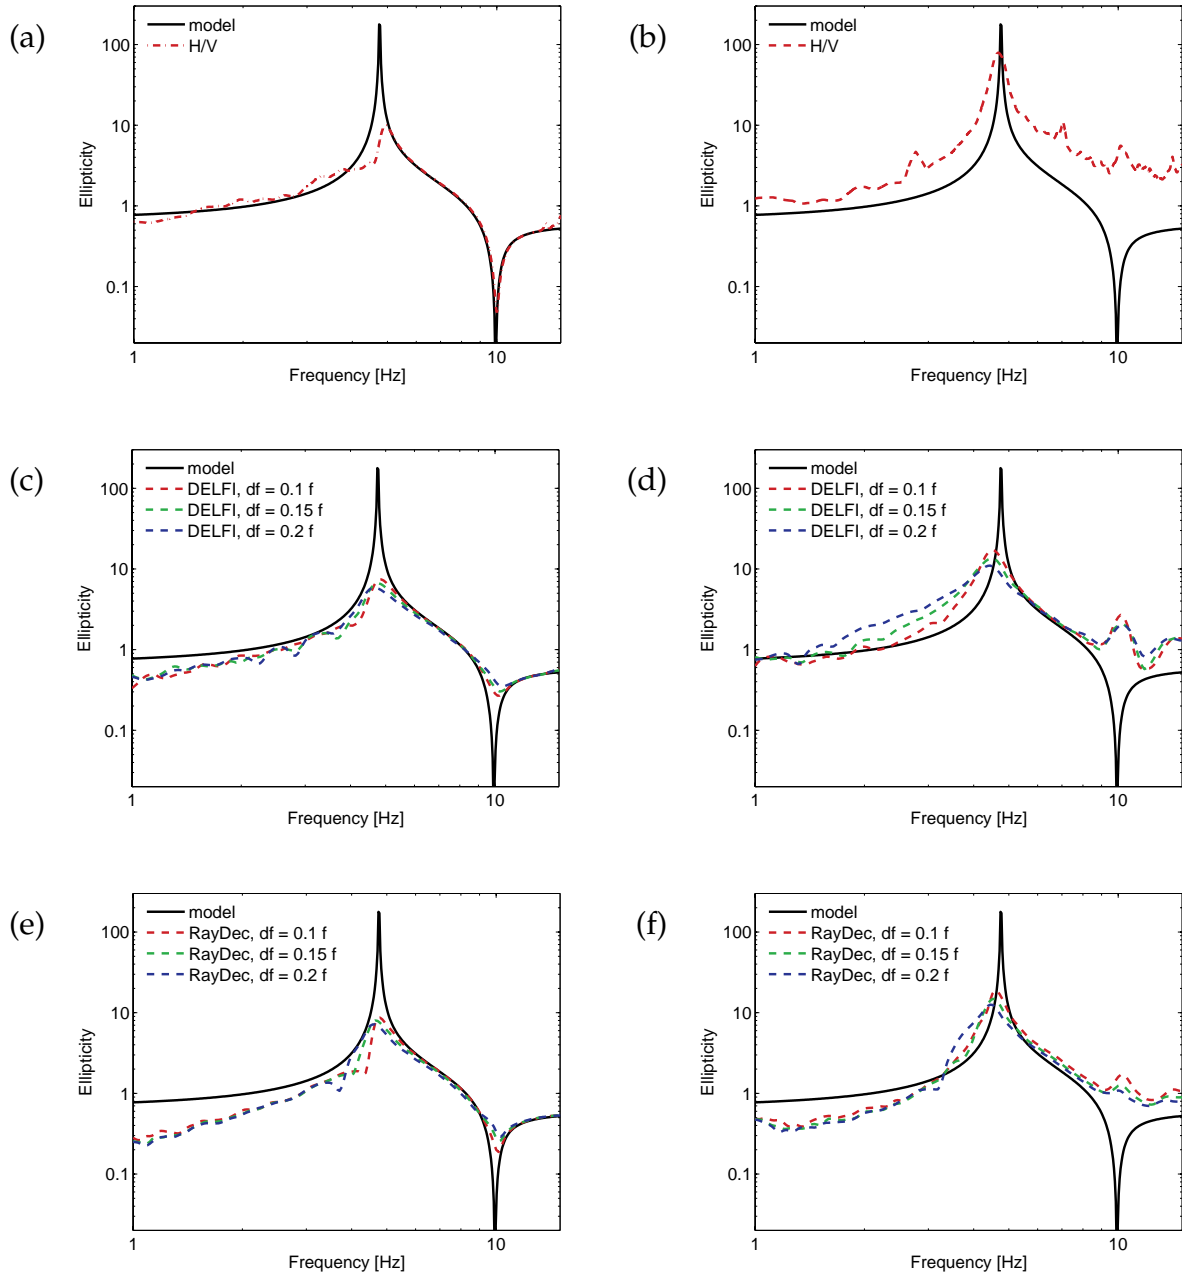 (a)
model
H/V
100
10
1
0.1
Ellipticity
1
10
Frequency [Hz]
(b)
model
H/V
100
10
1
0.1
Ellipticity
1
10
Frequency [Hz]
(c)
model
DELFI, df = 0.1 f
DELFI, df = 0.15 f
DELFI, df = 0.2 f
100
10
1
0.1
Ellipticity
1
10
Frequency [Hz]
(d)
model
DELFI, df = 0.1 f
DELFI, df = 0.15 f
DELFI, df = 0.2 f
100
10
1
0.1
Ellipticity
1
10
Frequency [Hz]
(e)
model
RayDec, df = 0.1 f
RayDec, df = 0.15 f
RayDec, df = 0.2 f
100
10
1
0.1
Ellipticity
1
10
Frequency [Hz]
(f)
model
RayDec, df = 0.1 f
RayDec, df = 0.15 f
RayDec, df = 0.2 f
100
10
1
0.1
Ellipticity
1
10
Frequency [Hz]